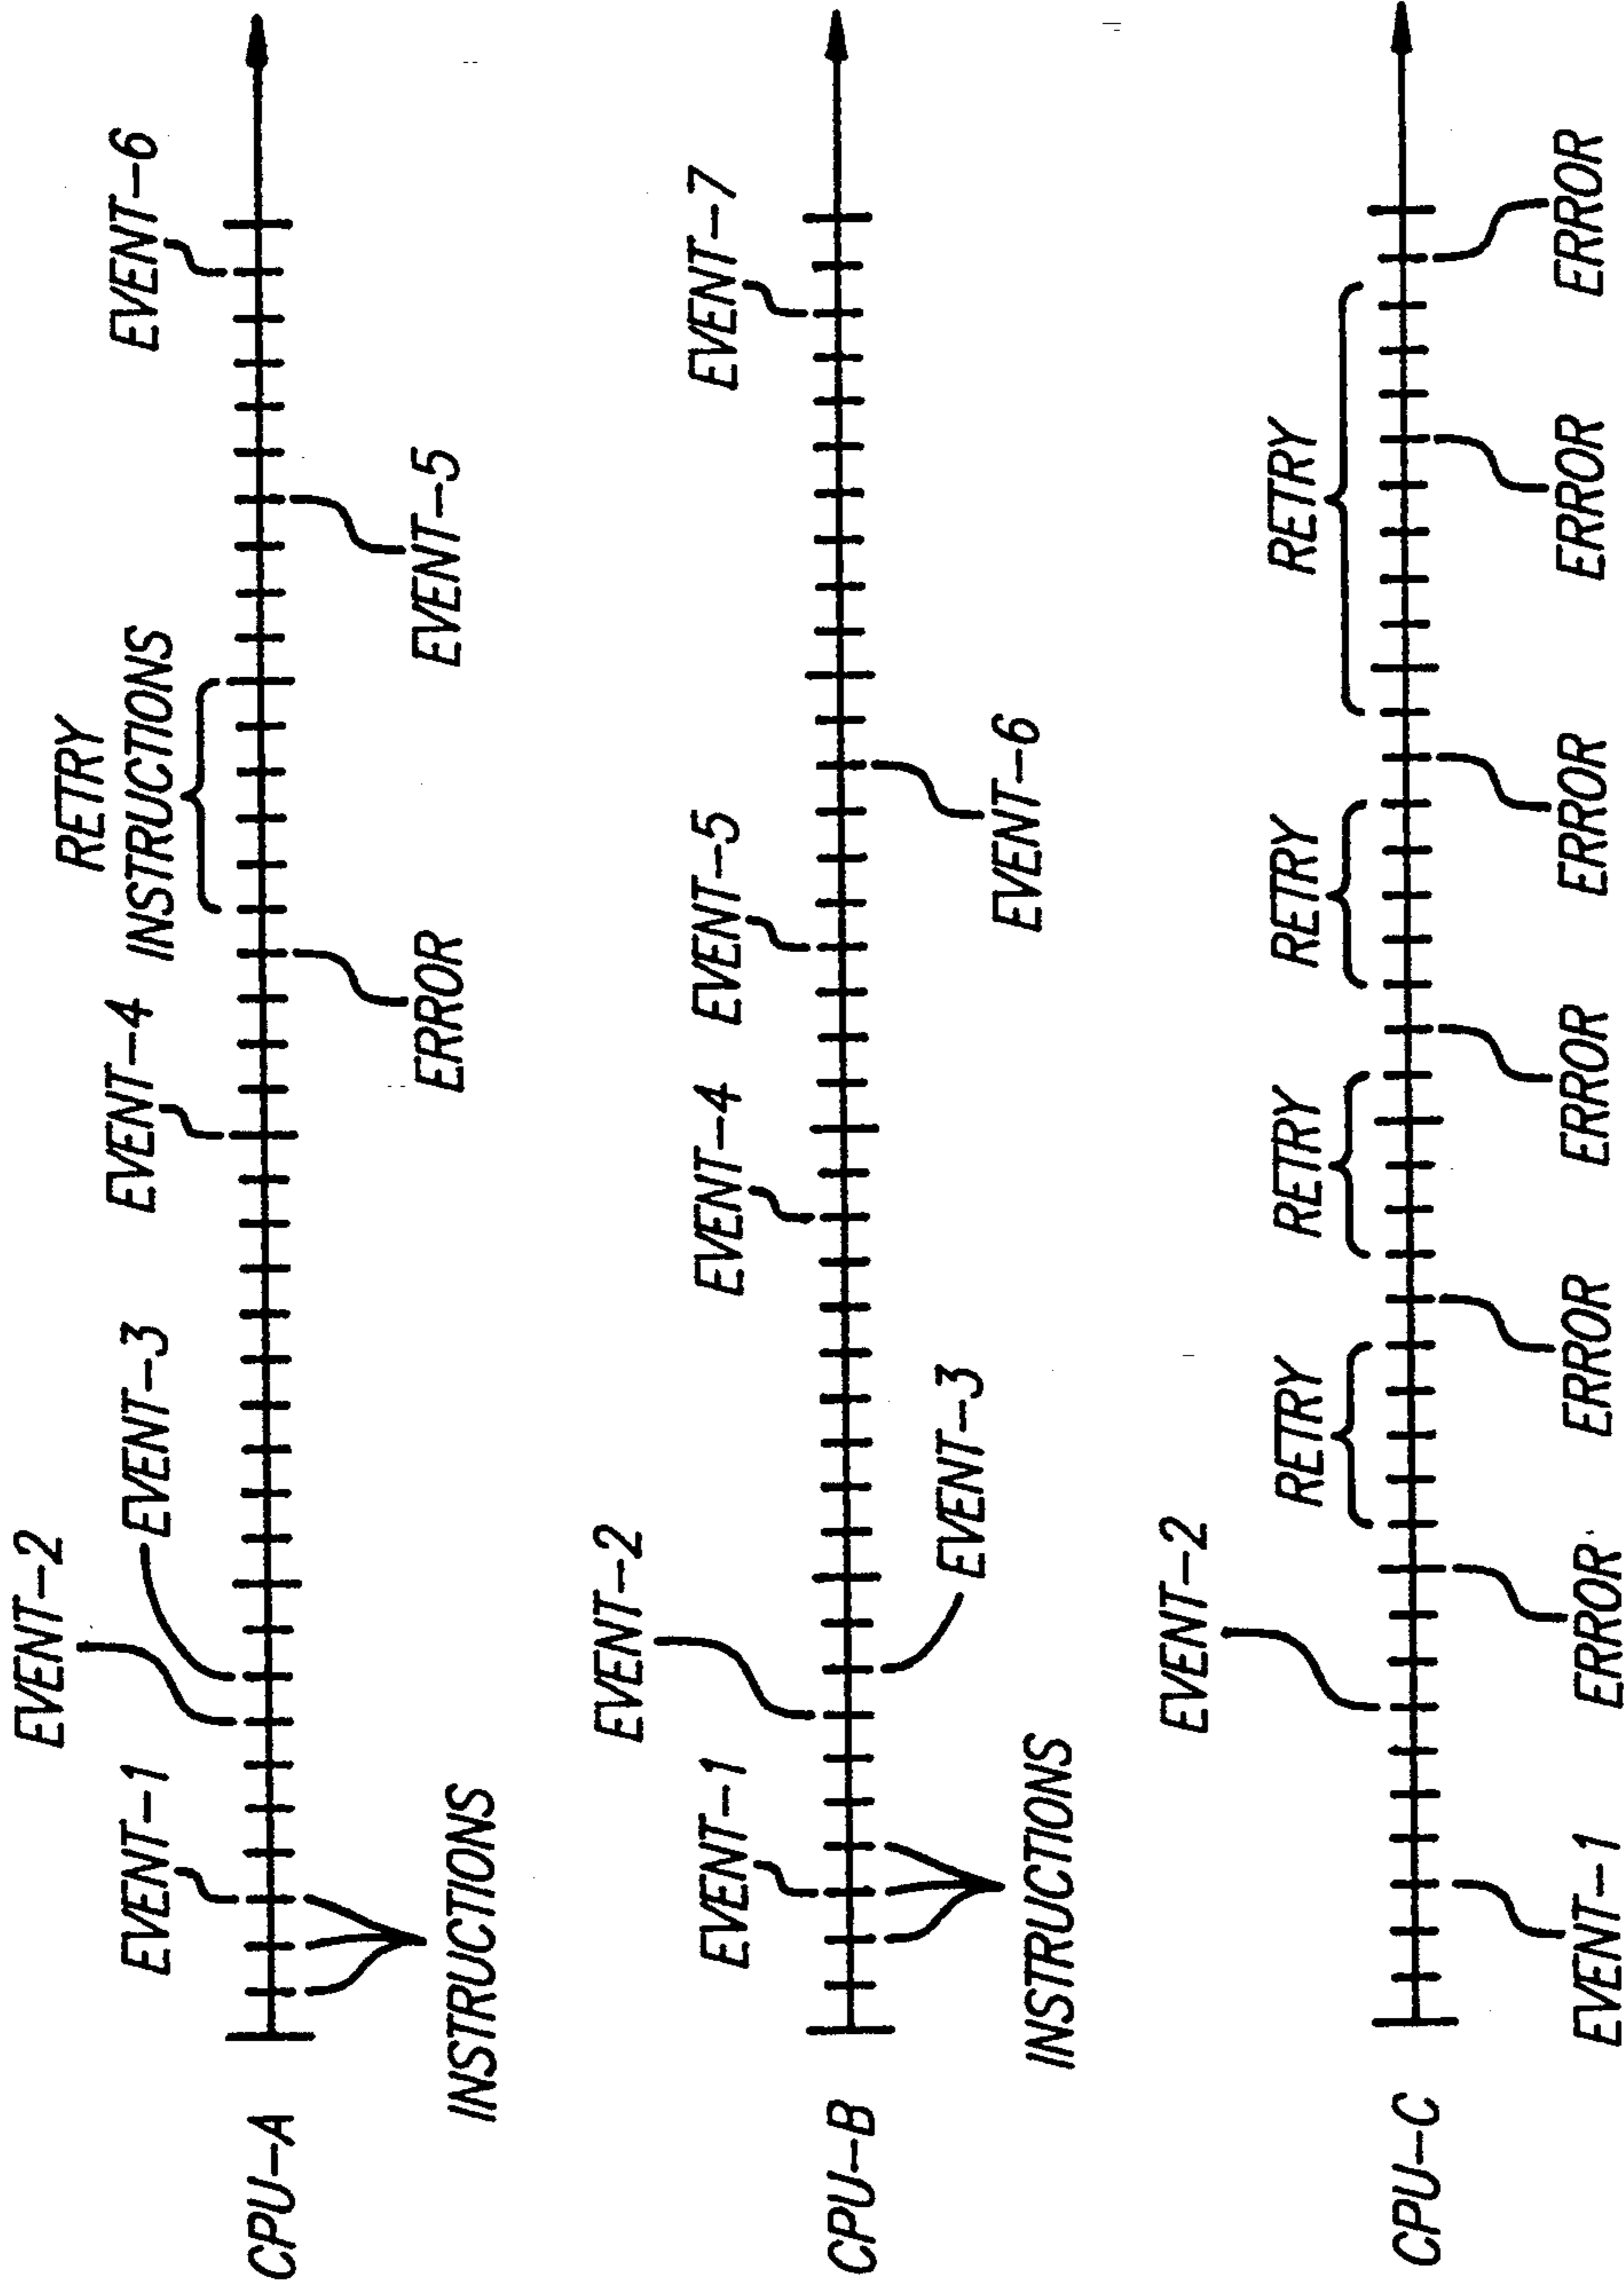 EVENT-2
EVENT-1
EVENT-3
EVENT-4
RETRY
INSTRUCTIONS
EVENT-6
CPU-A
INSTRUCTIONS
ERROR
EVENT-5
EVENT-2
EVENT-1
EVENT-4
EVENT-5
EVENT-7
CPU-B
INSTRUCTIONS
EVENT-3
EVENT-6
EVENT-2
RETRY
RETRY
RETRY
RETRY
CPU-C
EVENT-1
ERROR
ERROR
ERROR
ERROR
ERROR
ERROR